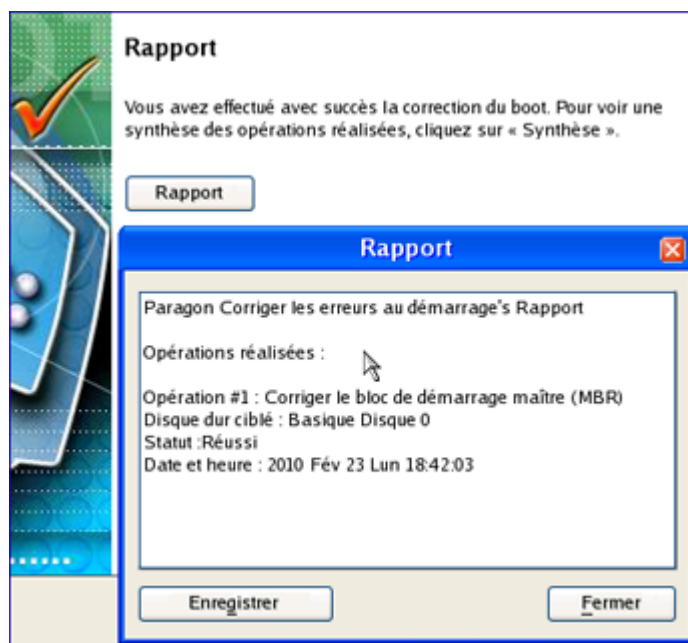 Rapport
Vous avez effectué avec succès la correction du boot. Pour voir une
synthèse des opérations réalisées, cliquez sur « Synthèse ».
Rapport
Rapport
Paragon Corriger les erreurs au démarrage's Rapport
Opérations réalisées :
Opération #1 : Corriger le bloc de démarrage maître (MBR)
Disque dur ciblé : Basique Disque 0
Statut :Réussi
Date et heure : 2010 Fév 23 Lun 18:42:03
Enregistrer
Fermer